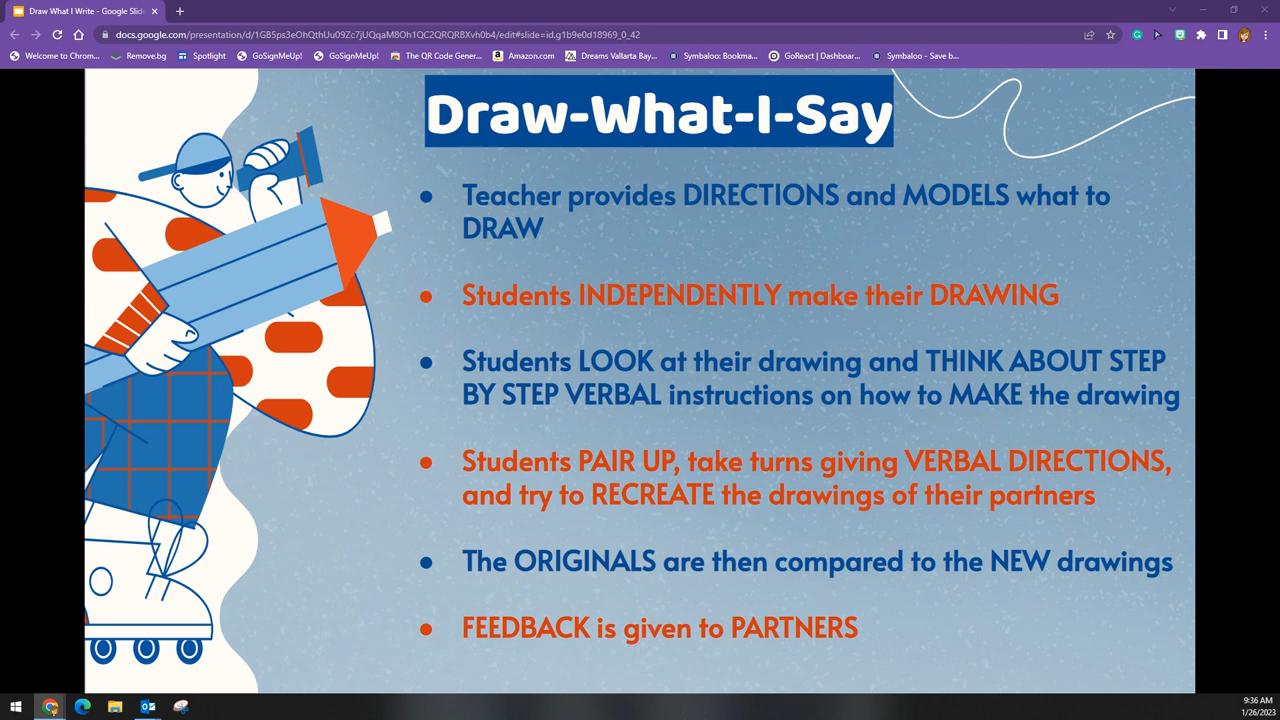 Draw What I Write - Google Slide
docs.google.com/presentation/d/1GB5ps3eOhQthUu09Zc7jUQqaM8Oh1QC2QRQRBXvh0b4/edit#slide=id.g1b9e0d18969_0_42
Welcome to Chrom... Remove.bg Spotlight GoSignMeUp! GoSignMeUp! The QR Code Gener... Amazon.com Dreams Vallarta Bay... Symbaloo: Bookma... GoReact | Dashboar... Symbaloo - Save b...
Draw-What-I-Say
● Teacher provides DIRECTIONS and MODELS what to
DRAW
● Students INDEPENDENTLY make their DRAWING
● Students LOOK at their drawing and THINK ABOUT STEP
BY STEP VERBAL instructions on how to MAKE the drawing
● Students PAIR UP, take turns giving VERBAL DIRECTIONS,
and try to RECREATE the drawings of their partners
● The ORIGINALS are then compared to the NEW drawings
● FEEDBACK is given to PARTNERS
9:36 AM
1/26/2023